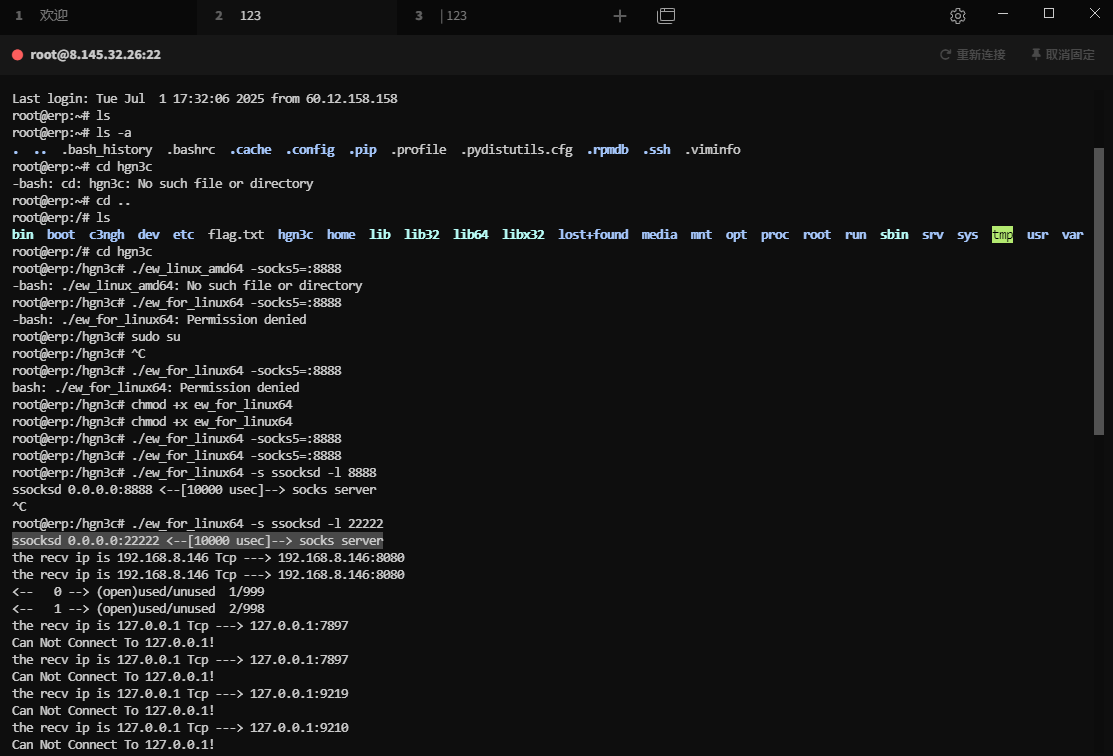 1 欢迎 2 123 3 | 123
root@8.145.32.26:22 重新连接 取消固定
Last login: Tue Jul  1 17:32:06 2025 from 60.12.158.158
root@erp:~# ls
root@erp:~# ls -a
.  ..  .bash_history  .bashrc  .cache  .config  .pip  .profile  .pydistutils.cfg  .rpmdb  .ssh  .viminfo
root@erp:~# cd hgn3c
-bash: cd: hgn3c: No such file or directory
root@erp:~# cd ..
root@erp:/# ls
bin  boot  c3ngh  dev  etc  flag.txt  hgn3c  home  lib  lib32  lib64  libx32  lost+found  media  mnt  opt  proc  root  run  sbin  srv  sys  tmp  usr  var
root@erp:/# cd hgn3c
root@erp:/hgn3c# ./ew_linux_amd64 -socks5=:8888
-bash: ./ew_linux_amd64: No such file or directory
root@erp:/hgn3c# ./ew_for_linux64 -socks5=:8888
-bash: ./ew_for_linux64: Permission denied
root@erp:/hgn3c# sudo su
root@erp:/hgn3c# ^C
root@erp:/hgn3c# ./ew_for_linux64 -socks5=:8888
bash: ./ew_for_linux64: Permission denied
root@erp:/hgn3c# chmod +x ew_for_linux64
root@erp:/hgn3c# chmod +x ew_for_linux64
root@erp:/hgn3c# ./ew_for_linux64 -socks5=:8888
root@erp:/hgn3c# ./ew_for_linux64 -socks5=:8888
root@erp:/hgn3c# ./ew_for_linux64 -s ssocksd -l 8888
ssocksd 0.0.0.0:8888 <--[10000 usec]--> socks server
^C
root@erp:/hgn3c# ./ew_for_linux64 -s ssocksd -l 22222
ssocksd 0.0.0.0:22222 <--[10000 usec]--> socks server
the recv ip is 192.168.8.146 Tcp ---> 192.168.8.146:8080
the recv ip is 192.168.8.146 Tcp ---> 192.168.8.146:8080
<--   0 --> (open)used/unused  1/999
<--   1 --> (open)used/unused  2/998
the recv ip is 127.0.0.1 Tcp ---> 127.0.0.1:7897
Can Not Connect To 127.0.0.1!
the recv ip is 127.0.0.1 Tcp ---> 127.0.0.1:7897
Can Not Connect To 127.0.0.1!
the recv ip is 127.0.0.1 Tcp ---> 127.0.0.1:9219
Can Not Connect To 127.0.0.1!
the recv ip is 127.0.0.1 Tcp ---> 127.0.0.1:9210
Can Not Connect To 127.0.0.1!